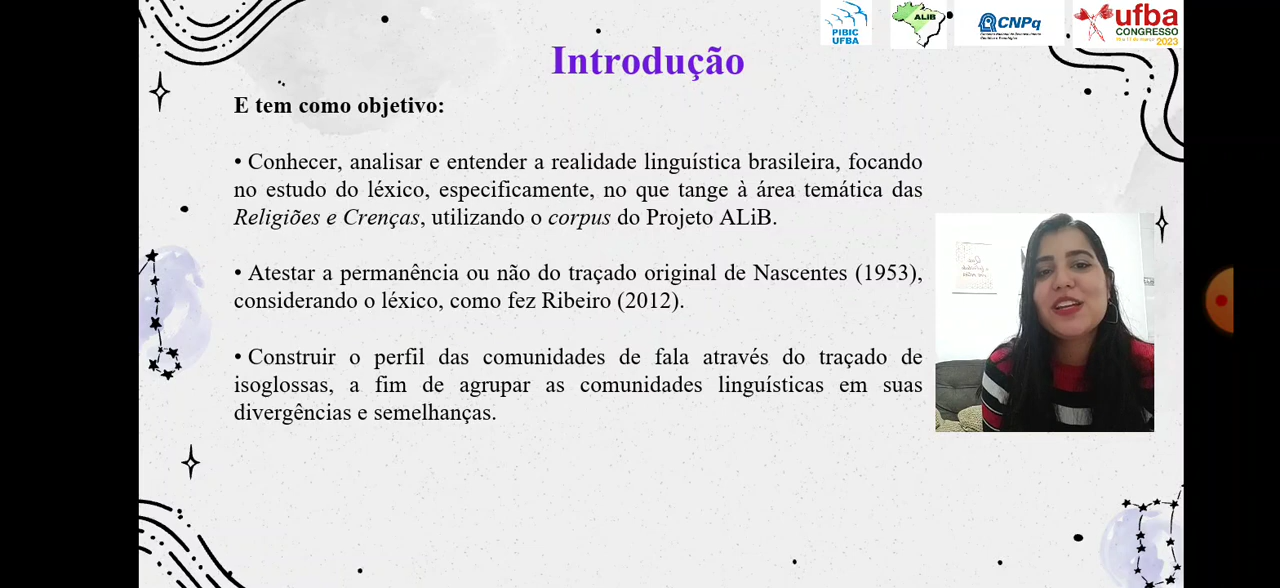 PIBIC
UFBA
ALiB
CNPq
ufba
CONGRESSO
2023
Introdução
E tem como objetivo:
• Conhecer, analisar e entender a realidade linguística brasileira, focando
no estudo do léxico, especificamente, no que tange à área temática das
Religiões e Crenças, utilizando o corpus do Projeto ALiB.
• Atestar a permanência ou não do traçado original de Nascentes (1953),
considerando o léxico, como fez Ribeiro (2012).
• Construir o perfil das comunidades de fala através do traçado de
isoglossas, a fim de agrupar as comunidades linguísticas em suas
divergências e semelhanças.